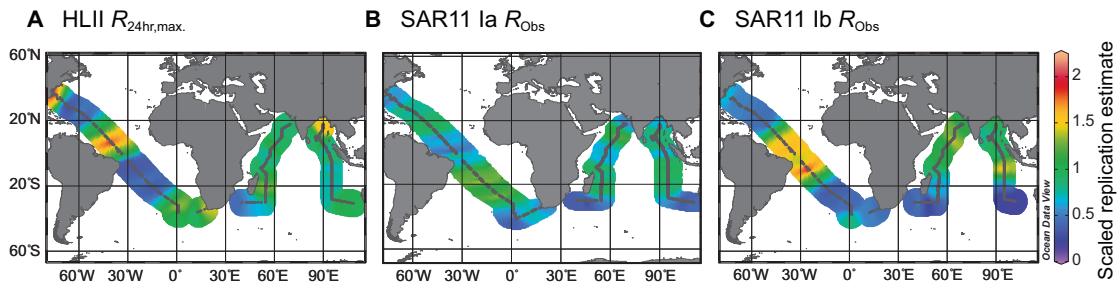 A HLII R24hr,max.
B SAR11 Ia RObs
C SAR11 Ib RObs
60°N
20°N
20°S
60°S
60°W 30°W 0° 30°E 60°E 90°E
60°W 30°W 0° 30°E 60°E 90°E
60°W 30°W 0° 30°E 60°E 90°E
Ocean Data View
2
1.5
1
0.5
0
Scaled replication estimate